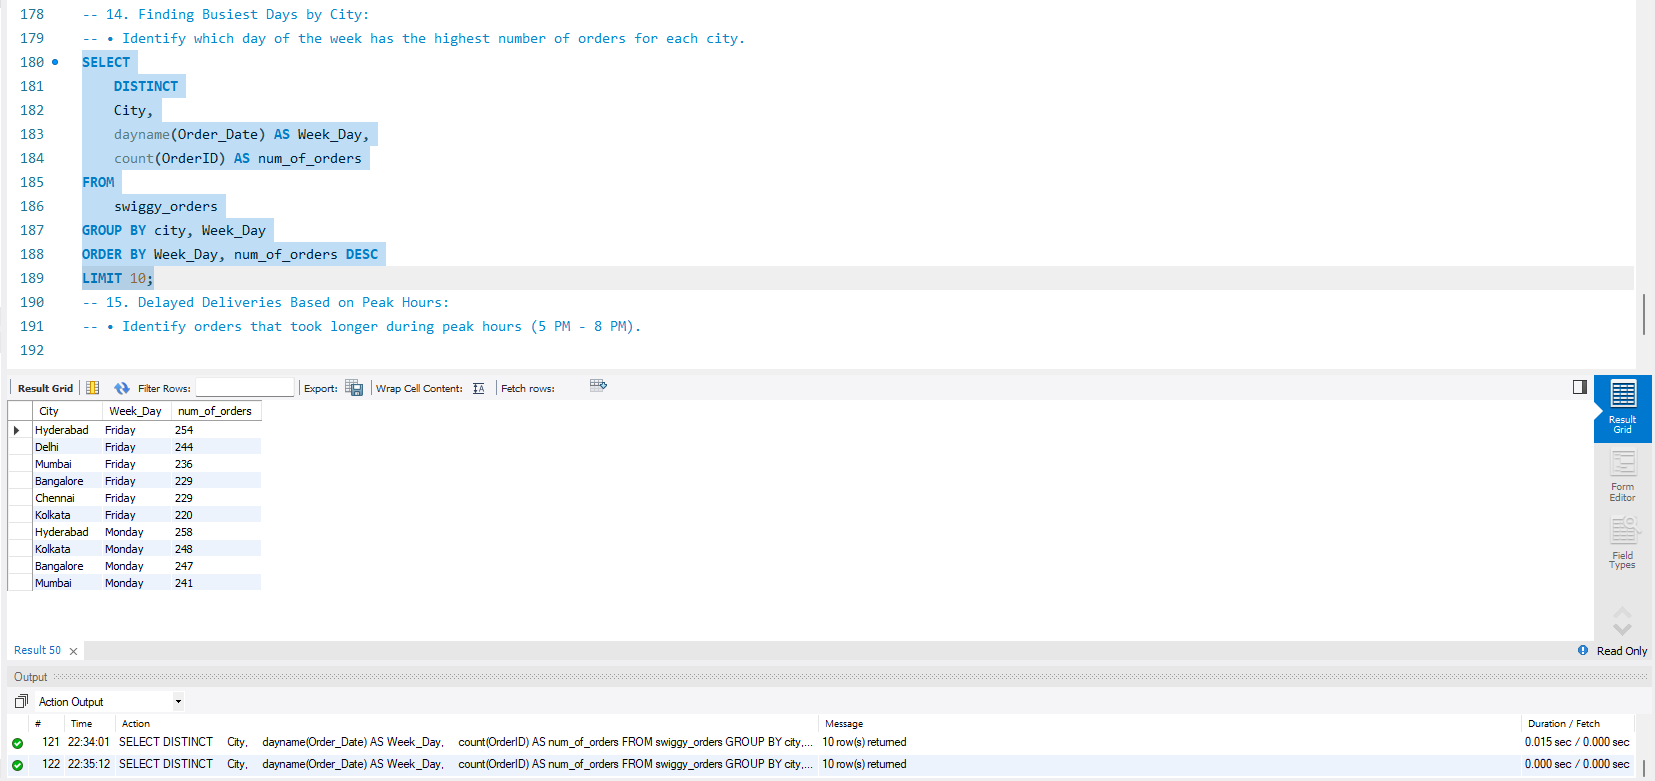 178 -- 14. Finding Busiest Days by City:
179 -- • Identify which day of the week has the highest number of orders for each city.
180 SELECT
181 DISTINCT
182 City,
183 dayname(Order_Date) AS Week_Day,
184 count(OrderID) AS num_of_orders
185 FROM
186 swiggy_orders
187 GROUP BY city, Week_Day
188 ORDER BY Week_Day, num_of_orders DESC
189 LIMIT 10;
190 -- 15. Delayed Deliveries Based on Peak Hours:
191 -- • Identify orders that took longer during peak hours (5 PM - 8 PM).
192
Result Grid Filter Rows: Export: Wrap Cell Content: Fetch rows:
City Week_Day num_of_orders
Hyderabad Friday 254
Delhi Friday 244
Mumbai Friday 236
Bangalore Friday 229
Chennai Friday 229
Kolkata Friday 220
Hyderabad Monday 258
Kolkata Monday 248
Bangalore Monday 247
Mumbai Monday 241
Result
Grid
Form
Editor
Field
Types
Result 50
Read Only
Output
Action Output
# Time Action Message Duration / Fetch
121 22:34:01 SELECT DISTINCT City, dayname(Order_Date) AS Week_Day, count(OrderID) AS num_of_orders FROM swiggy_orders GROUP BY city,... 10 row(s) returned 0.015 sec / 0.000 sec
122 22:35:12 SELECT DISTINCT City, dayname(Order_Date) AS Week_Day, count(OrderID) AS num_of_orders FROM swiggy_orders GROUP BY city,... 10 row(s) returned 0.000 sec / 0.000 sec